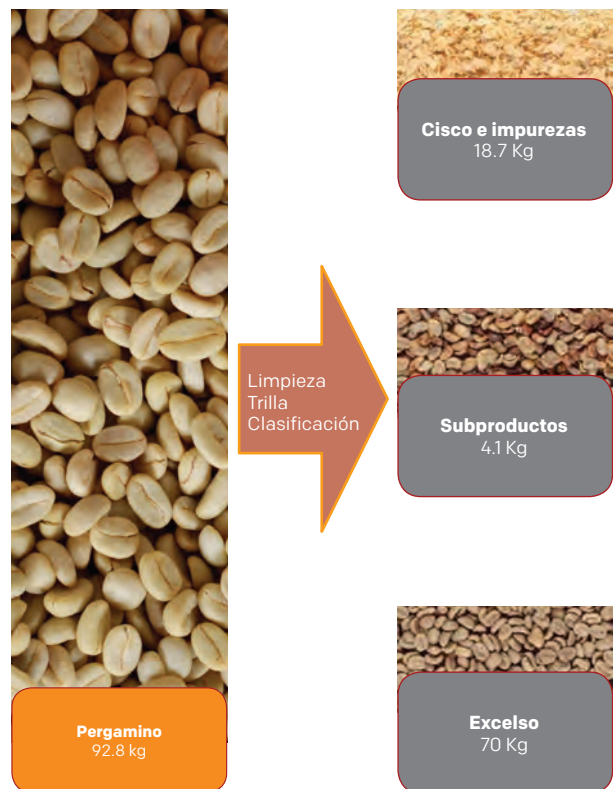 Cisco e impurezas
18.7 Kg
Limpieza
Trilla
Clasificación
Subproductos
4.1 Kg
Pergamino
92.8 kg
Excelso
70 Kg